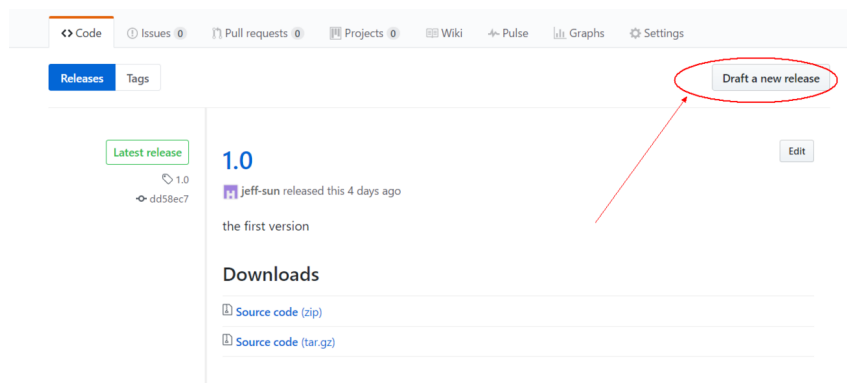 Code Issues 0 Pull requests 0 Projects 0 Wiki Pulse Graphs Settings
Releases Tags Draft a new release
Latest release
1.0 Edit
1.0
jeff-sun released this 4 days ago
dd58ec7
the first version
Downloads
Source code (zip)
Source code (tar.gz)